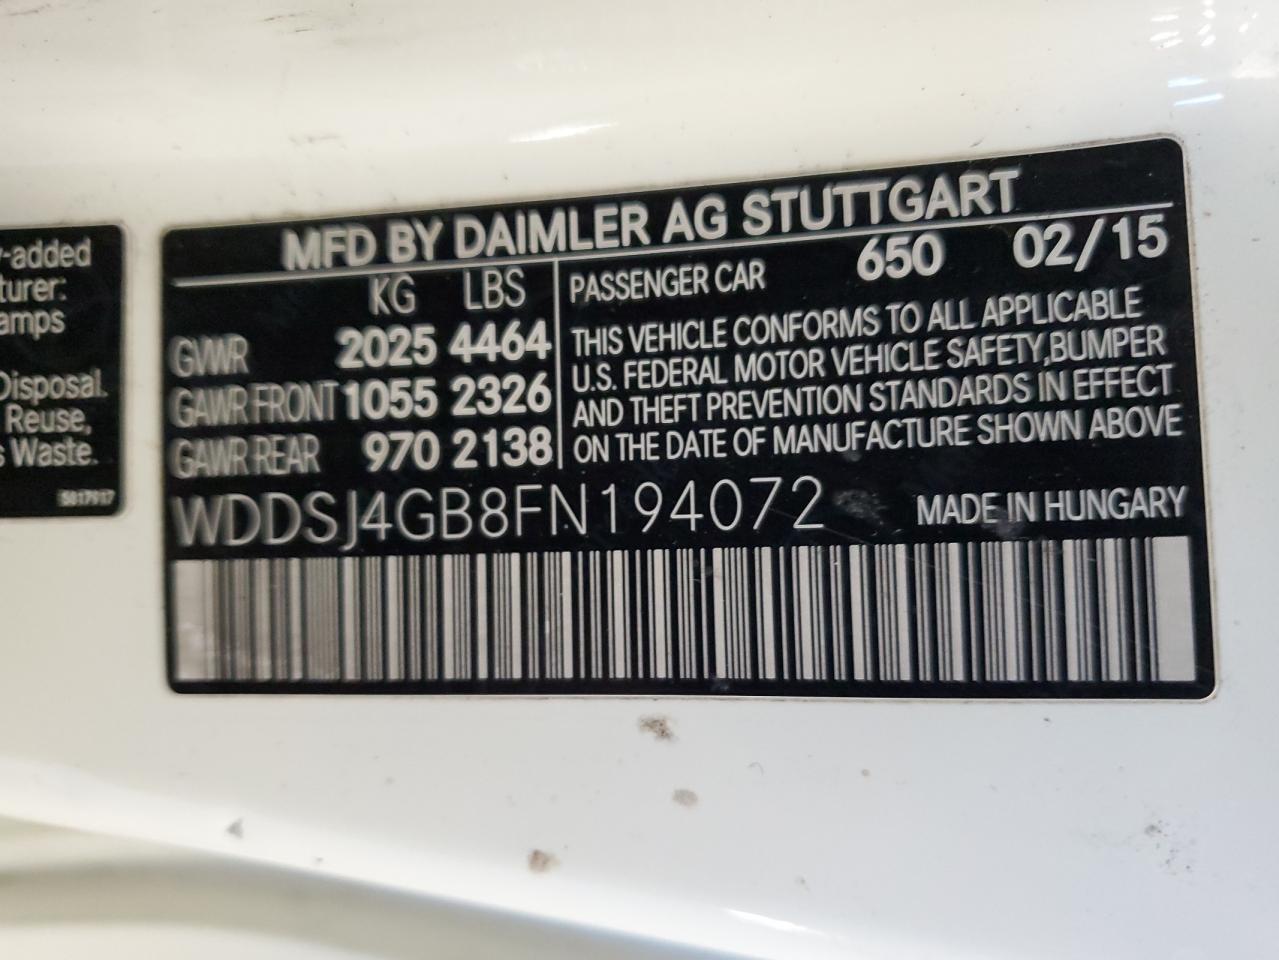 y-added
turer:
amps
Disposal.
Reuse,
s Waste.
5817917
MFD BY DAIMLER AG STUTTGART
KG LBS
GVWR 2025 4464
GAWR FRONT 1055 2326
GAWR REAR 970 2138
PASSENGER CAR 650 02/15
THIS VEHICLE CONFORMS TO ALL APPLICABLE
U.S. FEDERAL MOTOR VEHICLE SAFETY,BUMPER
AND THEFT PREVENTION STANDARDS IN EFFECT
ON THE DATE OF MANUFACTURE SHOWN ABOVE
WDDSJ4GB8FN194072 MADE IN HUNGARY